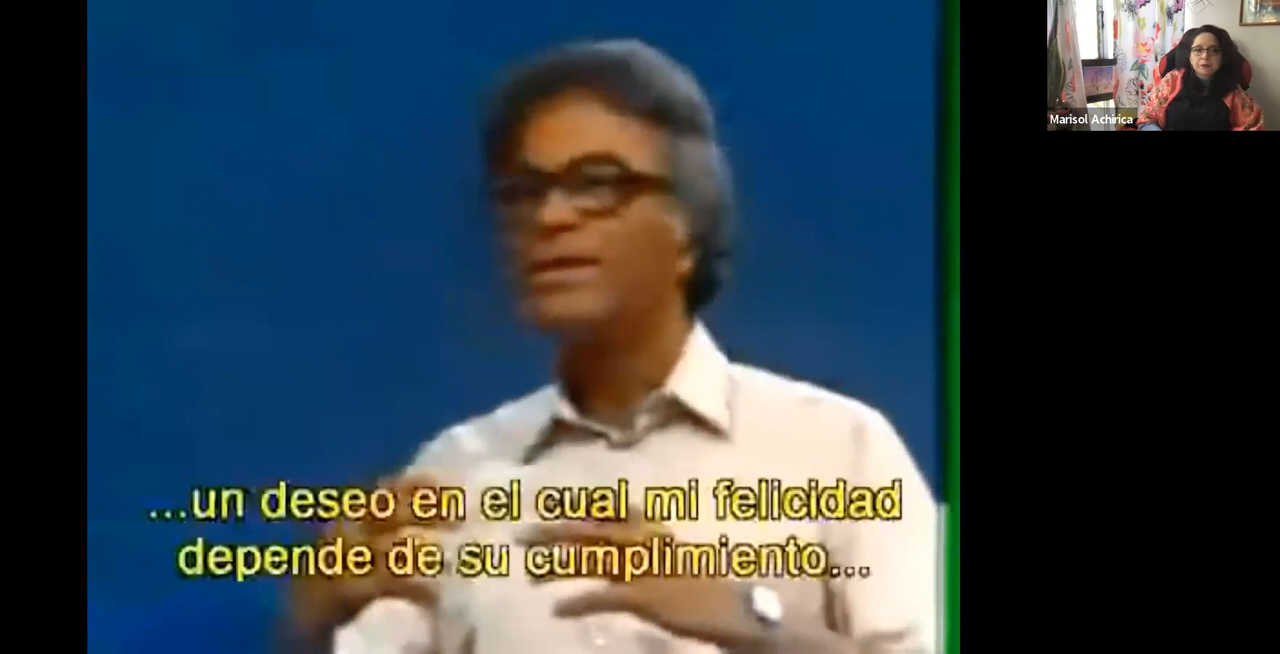 Marisol Achirica
...un deseo en el cual mi felicidad
depende de su cumplimiento...